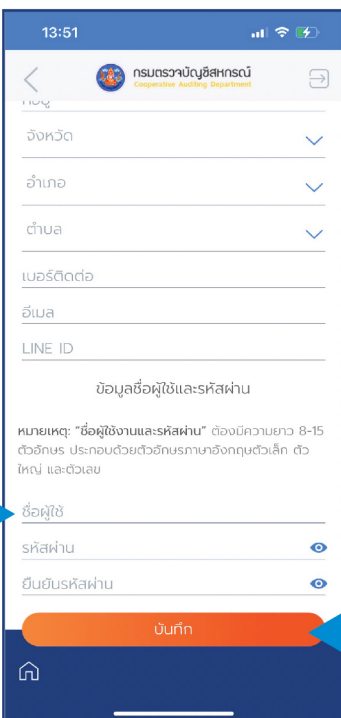 13:51
กรมตรวจบัญชีสหกรณ์
Cooperative Auditing Department
จังหวัด
อำเภอ
ตำบล
เบอร์ติดต่อ
อีเมล
LINE ID
ข้อมูลชื่อผู้ใช้และรหัสผ่าน
หมายเหตุ: “ชื่อผู้ใช้งานและรหัสผ่าน” ต้องมีความยาว 8-15
ตัวอักษร ประกอบด้วยตัวอักษรภาษาอังกฤษตัวเล็ก ตัว
ใหญ่ และตัวเลข
ชื่อผู้ใช้
รหัสผ่าน
ยืนยันรหัสผ่าน
บันทึก